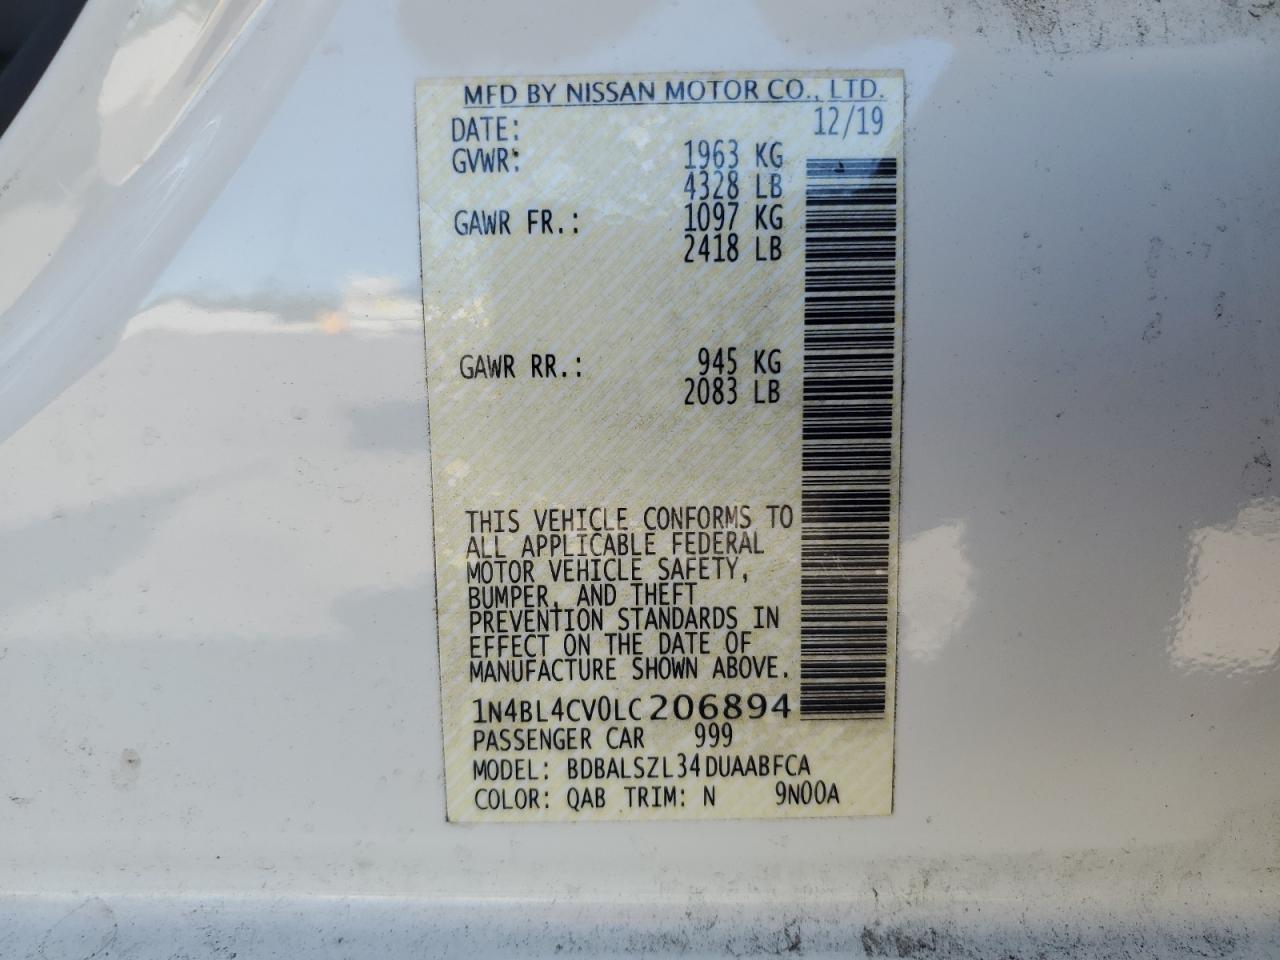 MFD BY NISSAN MOTOR CO., LTD.
DATE: 12/19
GVWR: 1963 KG
4328 LB
GAWR FR.: 1097 KG
2418 LB
GAWR RR.: 945 KG
2083 LB
THIS VEHICLE CONFORMS TO
ALL APPLICABLE FEDERAL
MOTOR VEHICLE SAFETY,
BUMPER, AND THEFT
PREVENTION STANDARDS IN
EFFECT ON THE DATE OF
MANUFACTURE SHOWN ABOVE.
1N4BL4CV0LC206894
PASSENGER CAR 999
MODEL: BDBALSZL34DUAABFCA
COLOR: QAB TRIM: N 9N00A